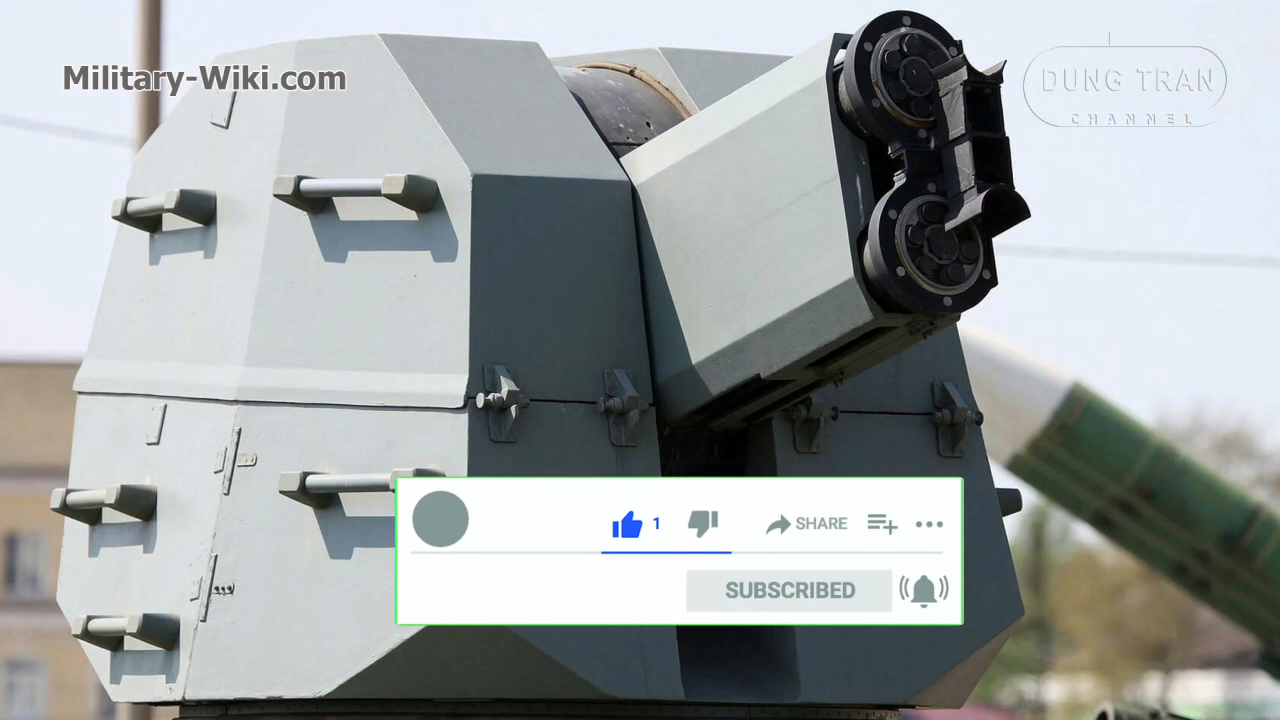 Military-Wiki.com
DUNG TRAN
CHANNEL
1
SHARE
SUBSCRIBED